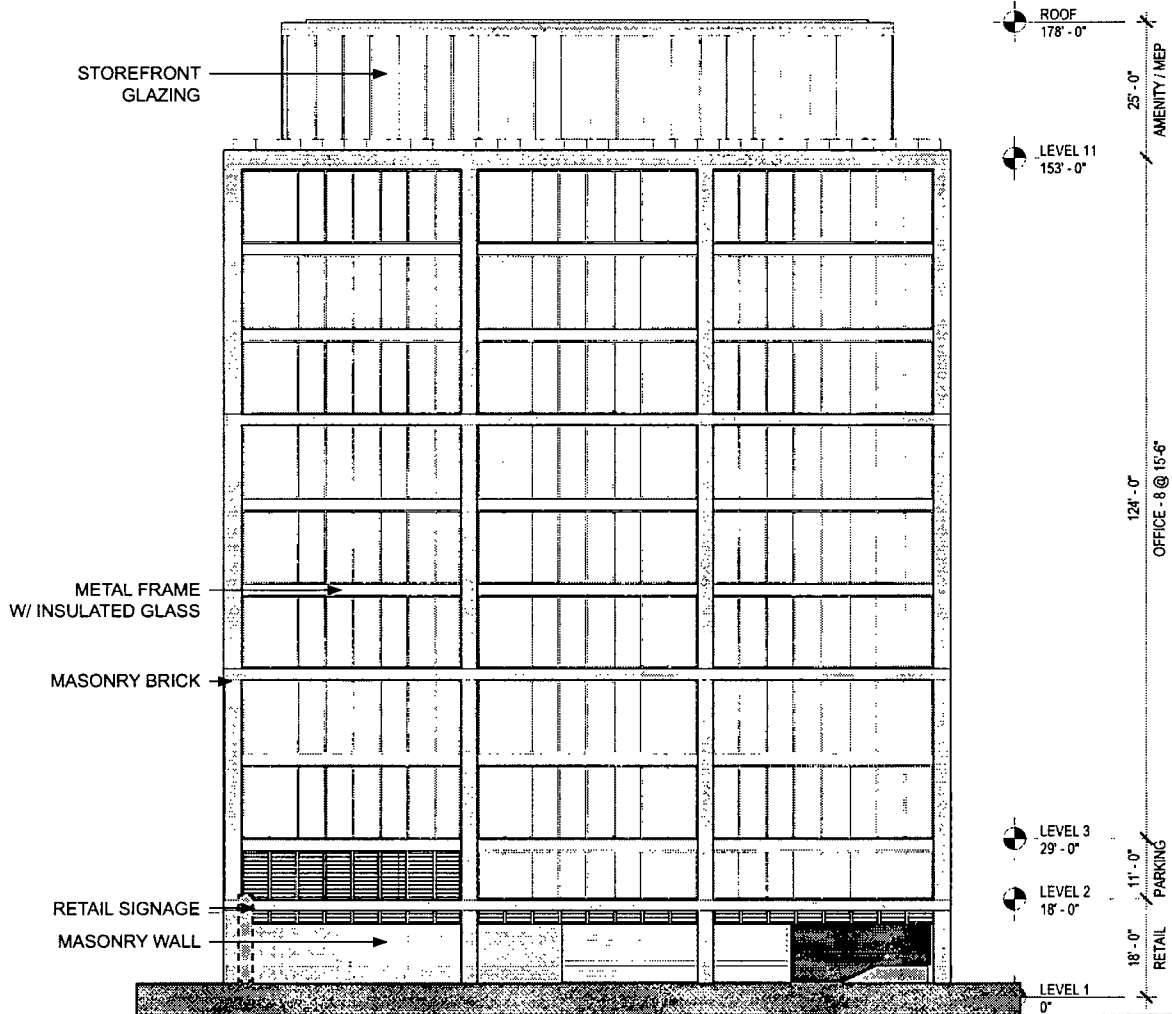 STOREFRONT
GLAZING
METAL FRAME
W/ INSULATED GLASS
MASONRY BRICK
RETAIL SIGNAGE
MASONRY WALL
ROOF
178' - 0"
25' - 0"
AMENITY / MEP
LEVEL 11
153' - 0"
124' - 0"
OFFICE - 8 @ 15'-6"
LEVEL 3
29' - 0"
11' - 0"
PARKING
LEVEL 2
18' - 0"
18' - 0"
RETAIL
LEVEL 1
0"